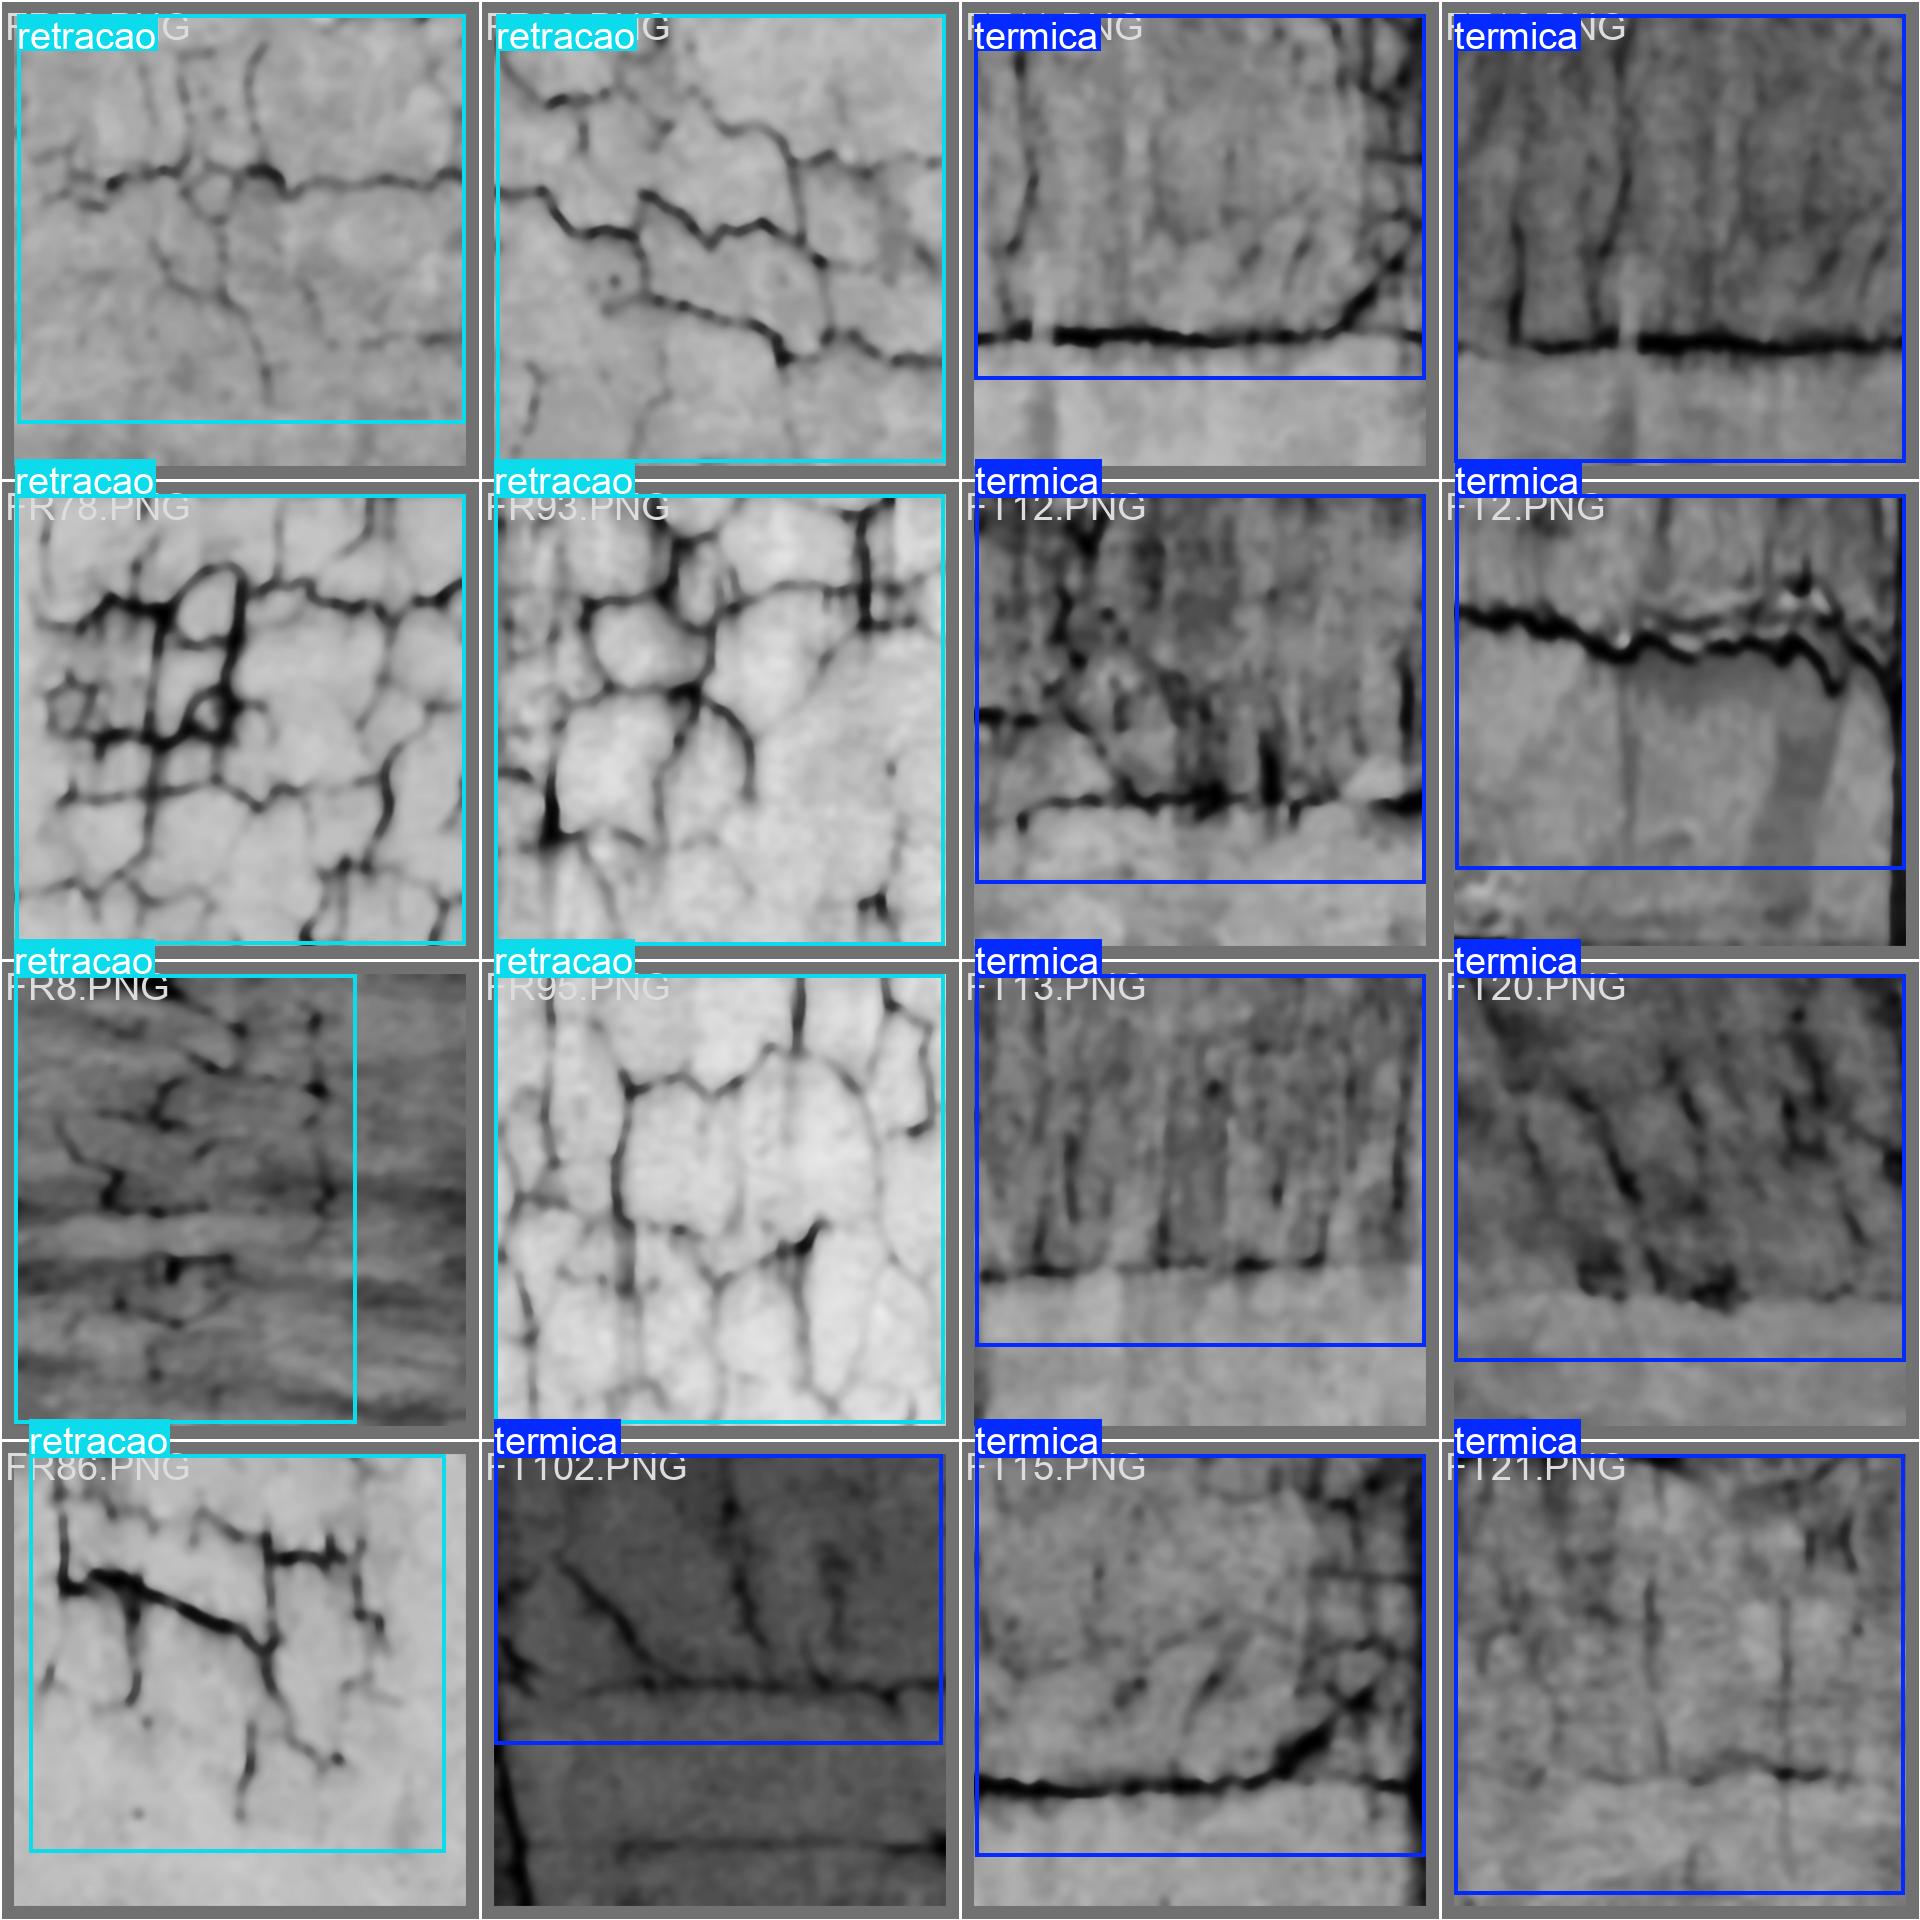 retracao
retracao
termica
termica
retracao
FR78.PNG
retracao
FR93.PNG
termica
FT12.PNG
termica
FT2.PNG
retracao
FR8.PNG
retracao
FR95.PNG
termica
FT13.PNG
termica
FT20.PNG
retracao
FR86.PNG
termica
FT102.PNG
termica
FT15.PNG
termica
FT21.PNG